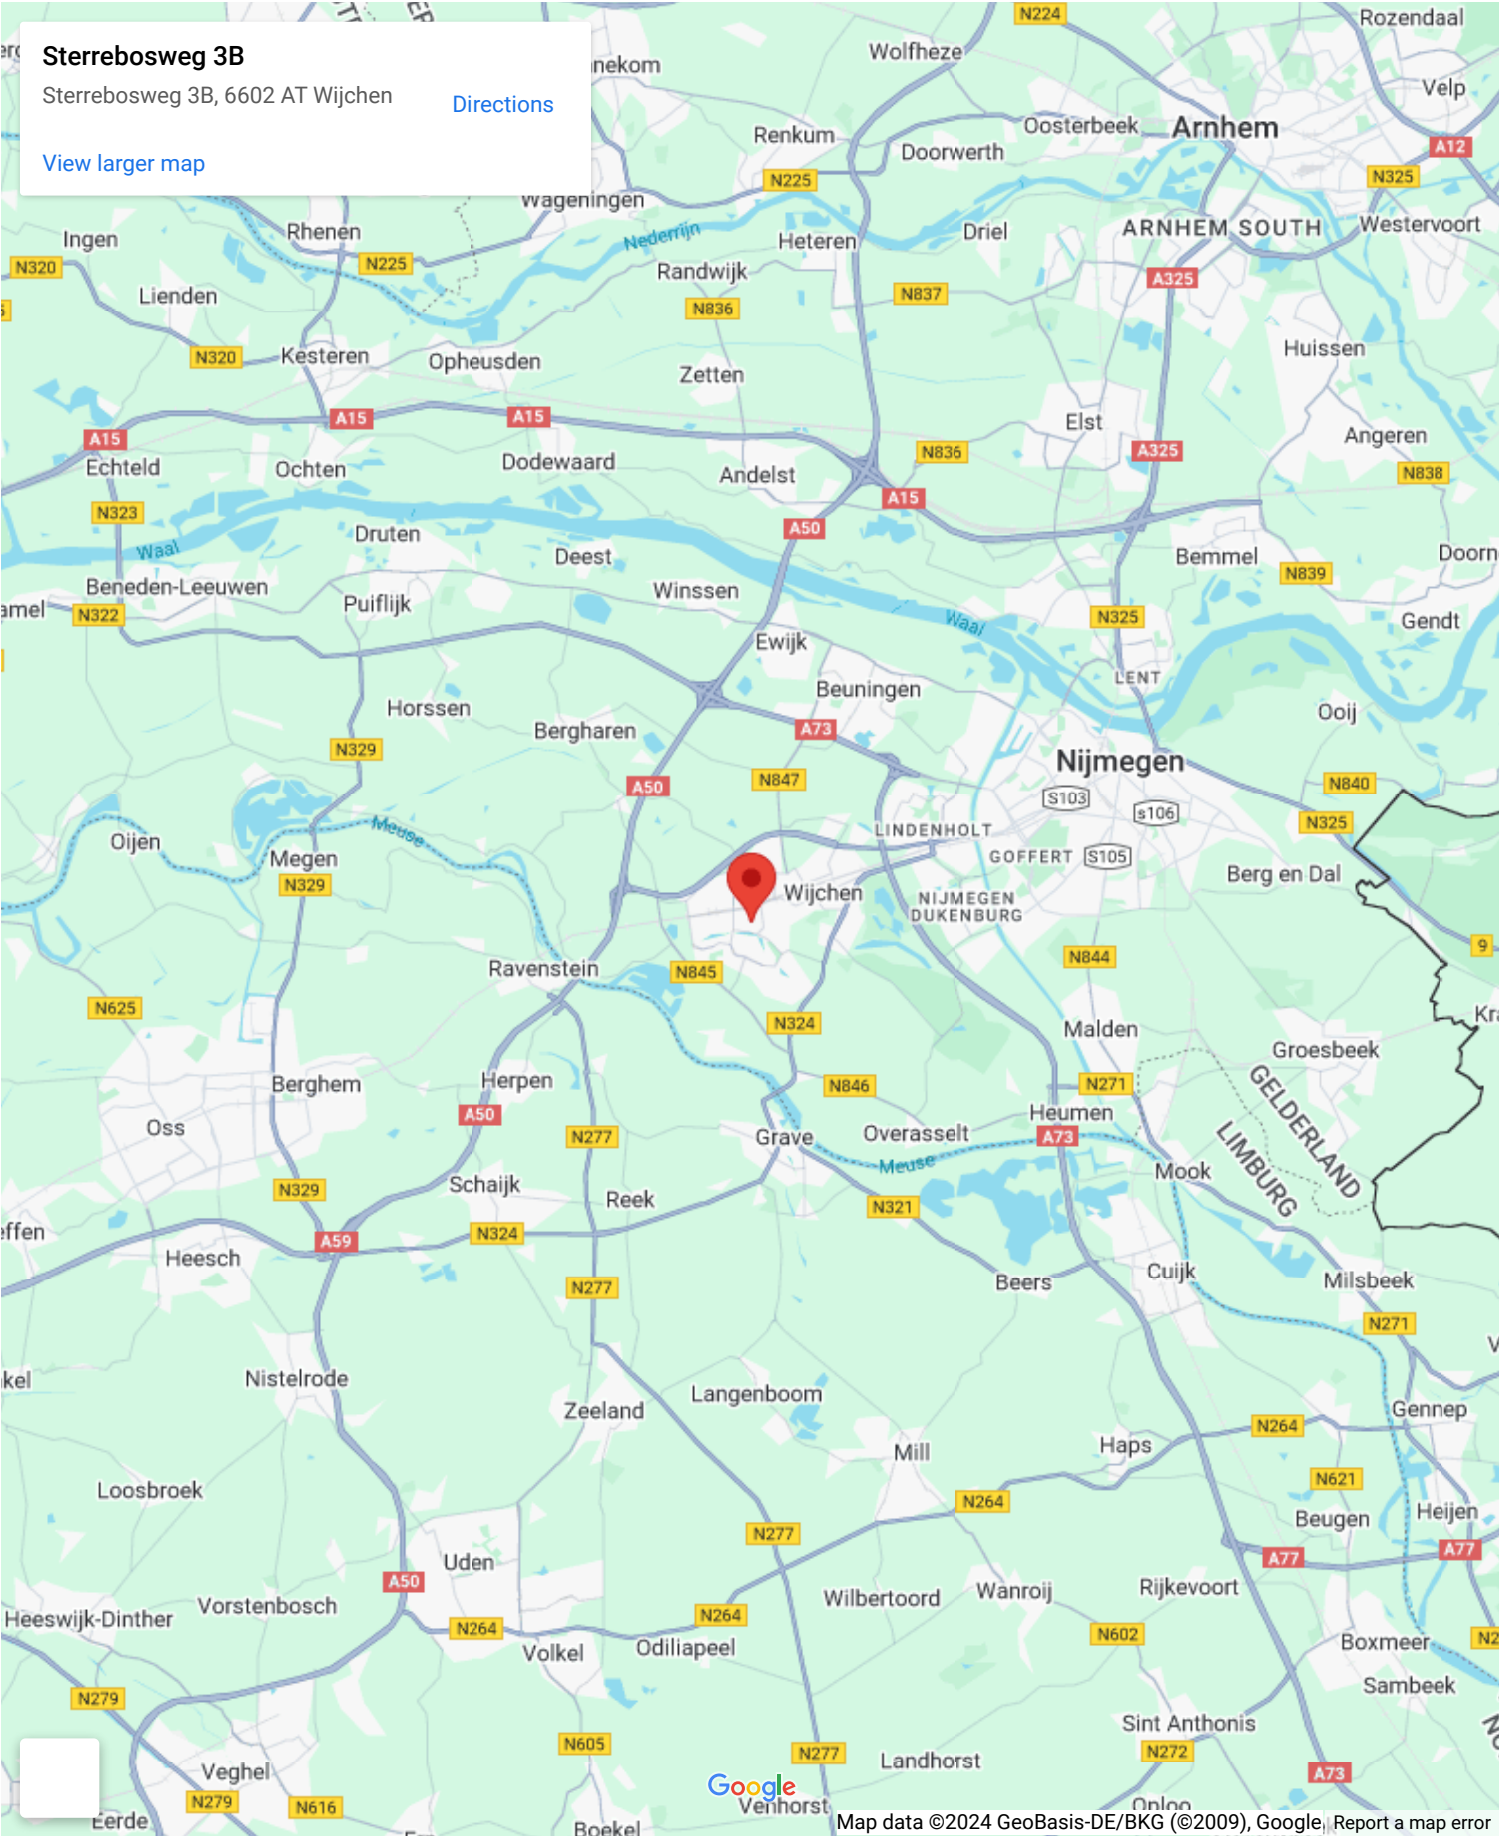 Sterrebosweg 3B
Sterrebosweg 3B, 6602 AT Wijchen
Directions
View larger map
N224
Rozendaal
Wolfheze
nekom
Velp
Renkum
Oosterbeek
Arnhem
A12
Doorwerth
N225
N325
Wageningen
Rhenen
Ingen
Nederrijn
Heteren
Driel
ARNHEM SOUTH
Westervoort
N320
N225
Randwijk
A325
Lienden
N836
N837
N320
Kesteren
Opheusden
Huissen
Zetten
A15
A15
A15
Elst
Angeren
Echteld
Ochten
Dodewaard
Andelst
N836
A325
N838
N323
A15
A50
Waal
Druten
Deest
Bemmel
Doorn
N839
Beneden-Leeuwen
Winssen
amel
N322
Puiflijk
N325
Waal
Gendt
Ewijk
LENT
Beuningen
Horssen
Bergharen
A73
Ooij
N329
Nijmegen
A50
N847
N840
S103
s106
N325
Meuse
Oijen
LINDENHOLT
Megen
GOFFERT
S105
N329
Wijchen
Berg en Dal
NIJMEGEN
DUKENBURG
9
Ravenstein
N845
N844
N625
N324
Malden
Kra
Groesbeek
Berghem
Herpen
N846
N271
GELDERLAND
LIMBURG
Oss
A50
N277
Grave
Overasselt
Heumen
A73
Meuse
Mook
N329
Schaijk
Reek
N321
effen
A59
N324
Heesch
N277
Beers
Cuijk
Milsbeek
N271
Nistelrode
kel
Langenboom
Zeeland
Gennep
N264
Mill
Haps
Loosbroek
N264
N621
Beugen
Heijen
N277
Uden
A77
A77
A50
Heeswijk-Dinther
Vorstenbosch
Wilbertoord
Wanroij
Rijkevoort
N264
N264
N602
Volkel
Odiliapeel
Boxmeer
N2
N279
Sambeek
Sint Anthonis
N605
N277
Landhorst
N272
A73
Veghel
Google
N279
N616
Venhorst
Oploo
Eerde
Boekel
Map data ©2024 GeoBasis-DE/BKG (©2009), Google
Report a map error